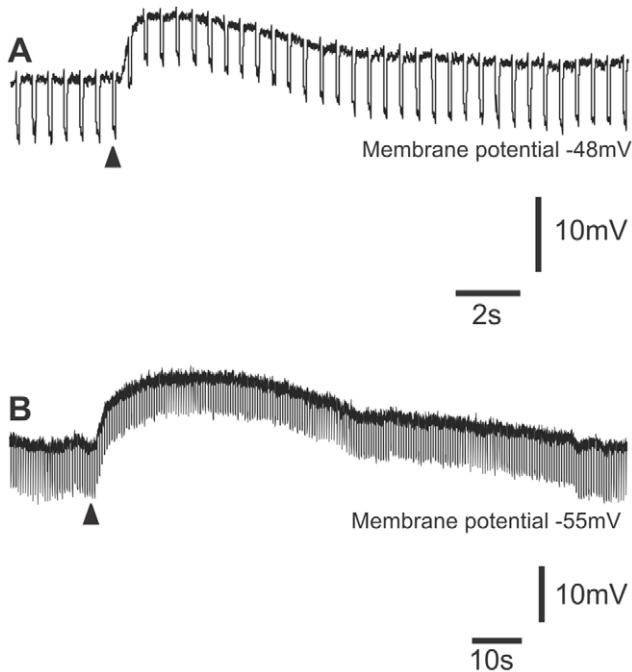 A
Membrane potential -48mV
10mV
2s
B
Membrane potential -55mV
10mV
10s